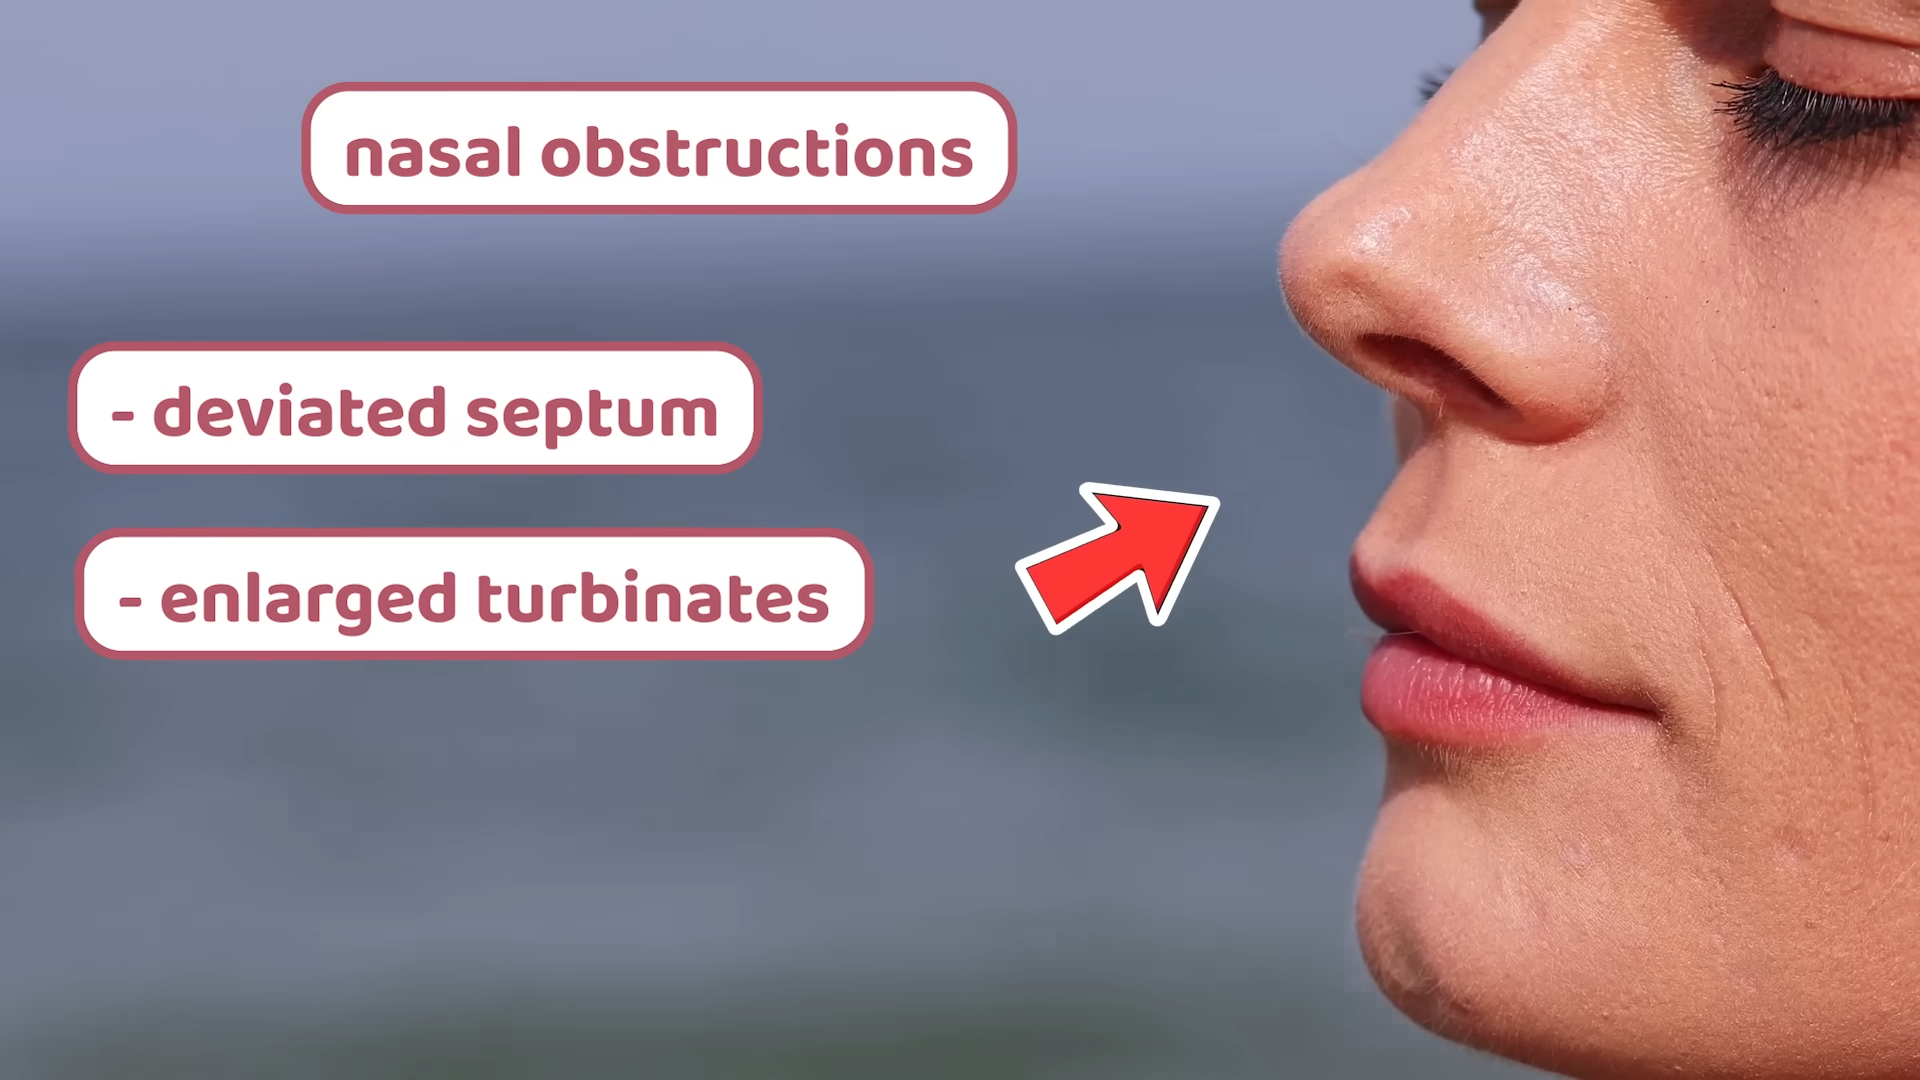 nasal obstructions
- deviated septum
- enlarged turbinates